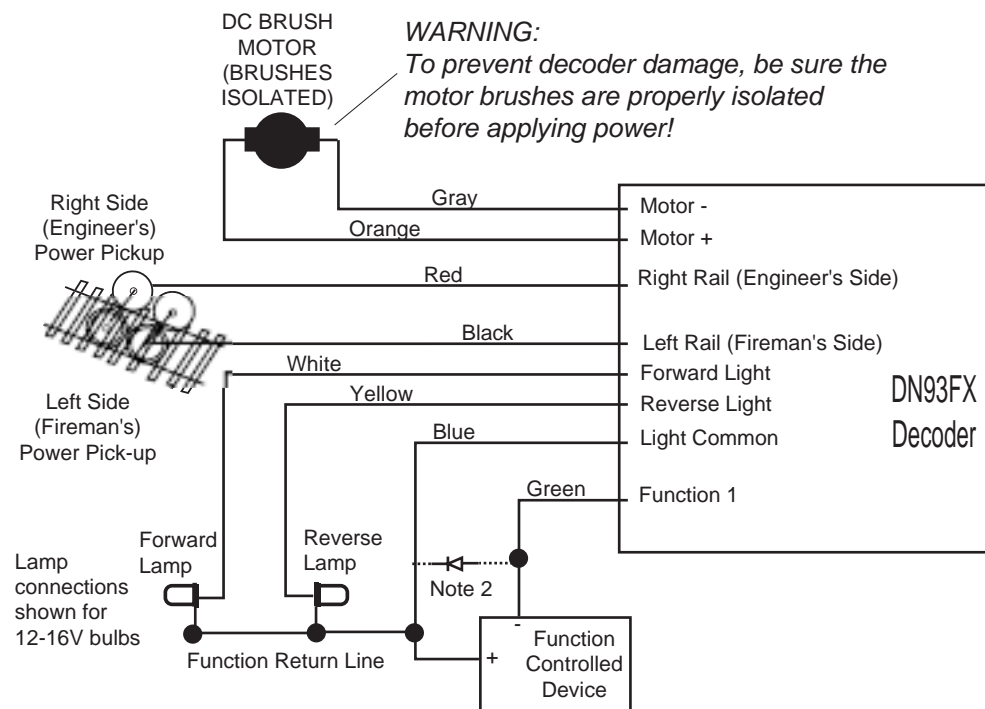 DC BRUSH
MOTOR
(BRUSHES
ISOLATED)
WARNING:
To prevent decoder damage, be sure the
motor brushes are properly isolated
before applying power!
Right Side
(Engineer's)
Power Pickup
Gray
Orange
Red
Black
White
Yellow
Blue
Green
Motor -
Motor +
Right Rail (Engineer's Side)
Left Rail (Fireman's Side)
Forward Light
Reverse Light
Light Common
Function 1
DN93FX
Decoder
Left Side
(Fireman's)
Power Pick-up
Lamp
connections
shown for
12-16V bulbs
Forward
Lamp
Reverse
Lamp
Note 2
Function Return Line
-
+
Function
Controlled
Device